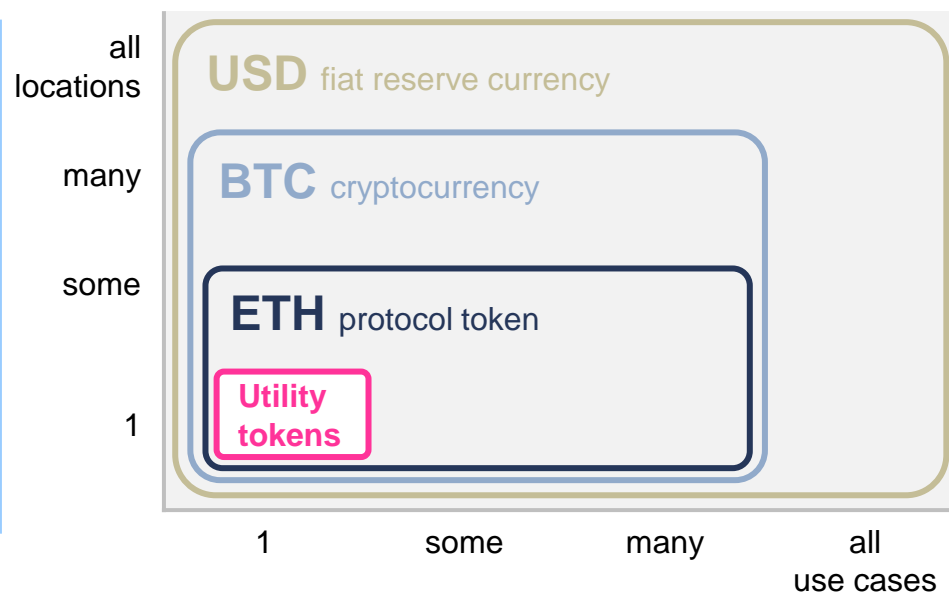 all
locations
many
some
1
USD fiat reserve currency
BTC cryptocurrency
ETH protocol token
Utility
tokens
1 some many all
use cases